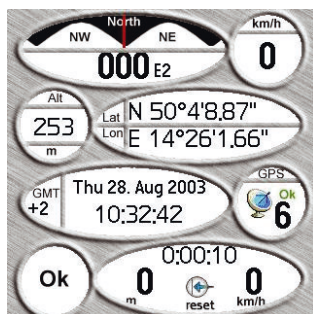 North
NW NE
000 E2
km/h
0
Alt
253
m
Lat N 50°4'8.87"
Lon E 14°26'1.66"
GMT
+2
Thu 28. Aug 2003
10:32:42
GPS
Ok
6
Ok
0:00:10
0 m
reset
0 km/h